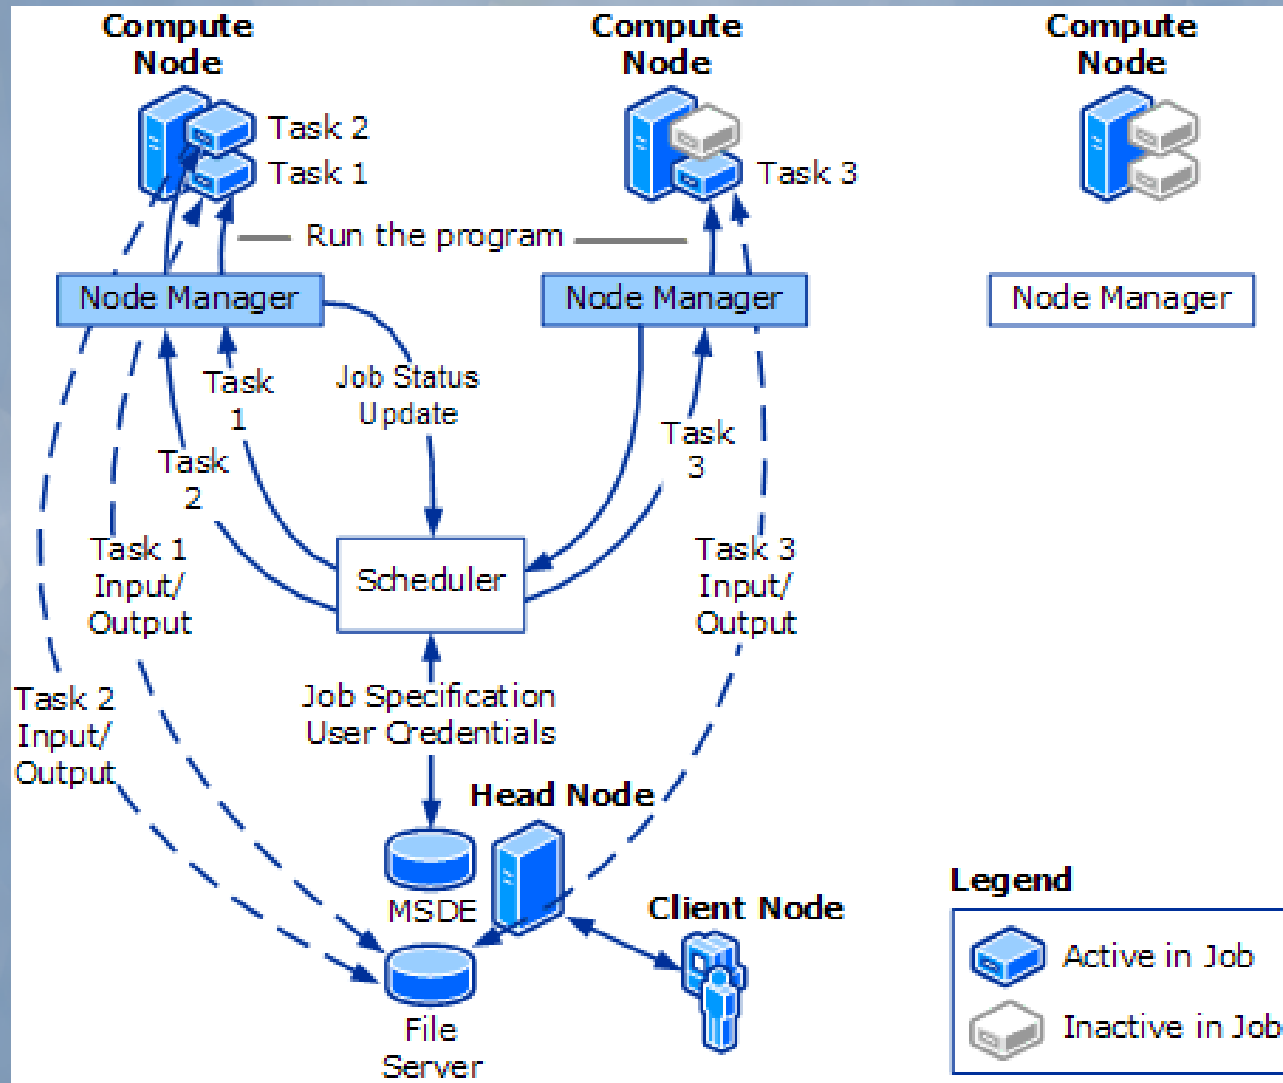 Compute
Node
Compute
Node
Compute
Node
Task 2
Task 1
Task 3
Run the program
Node Manager
Node Manager
Node Manager
Task
1
Job Status
Update
Task
2
Task
3
Task 1
Input/
Output
Scheduler
Task 3
Input/
Output
Task 2
Input/
Output
Job Specification
User Credentials
Head Node
MSDE
Client Node
File
Server
Legend
Active in Job
Inactive in Job